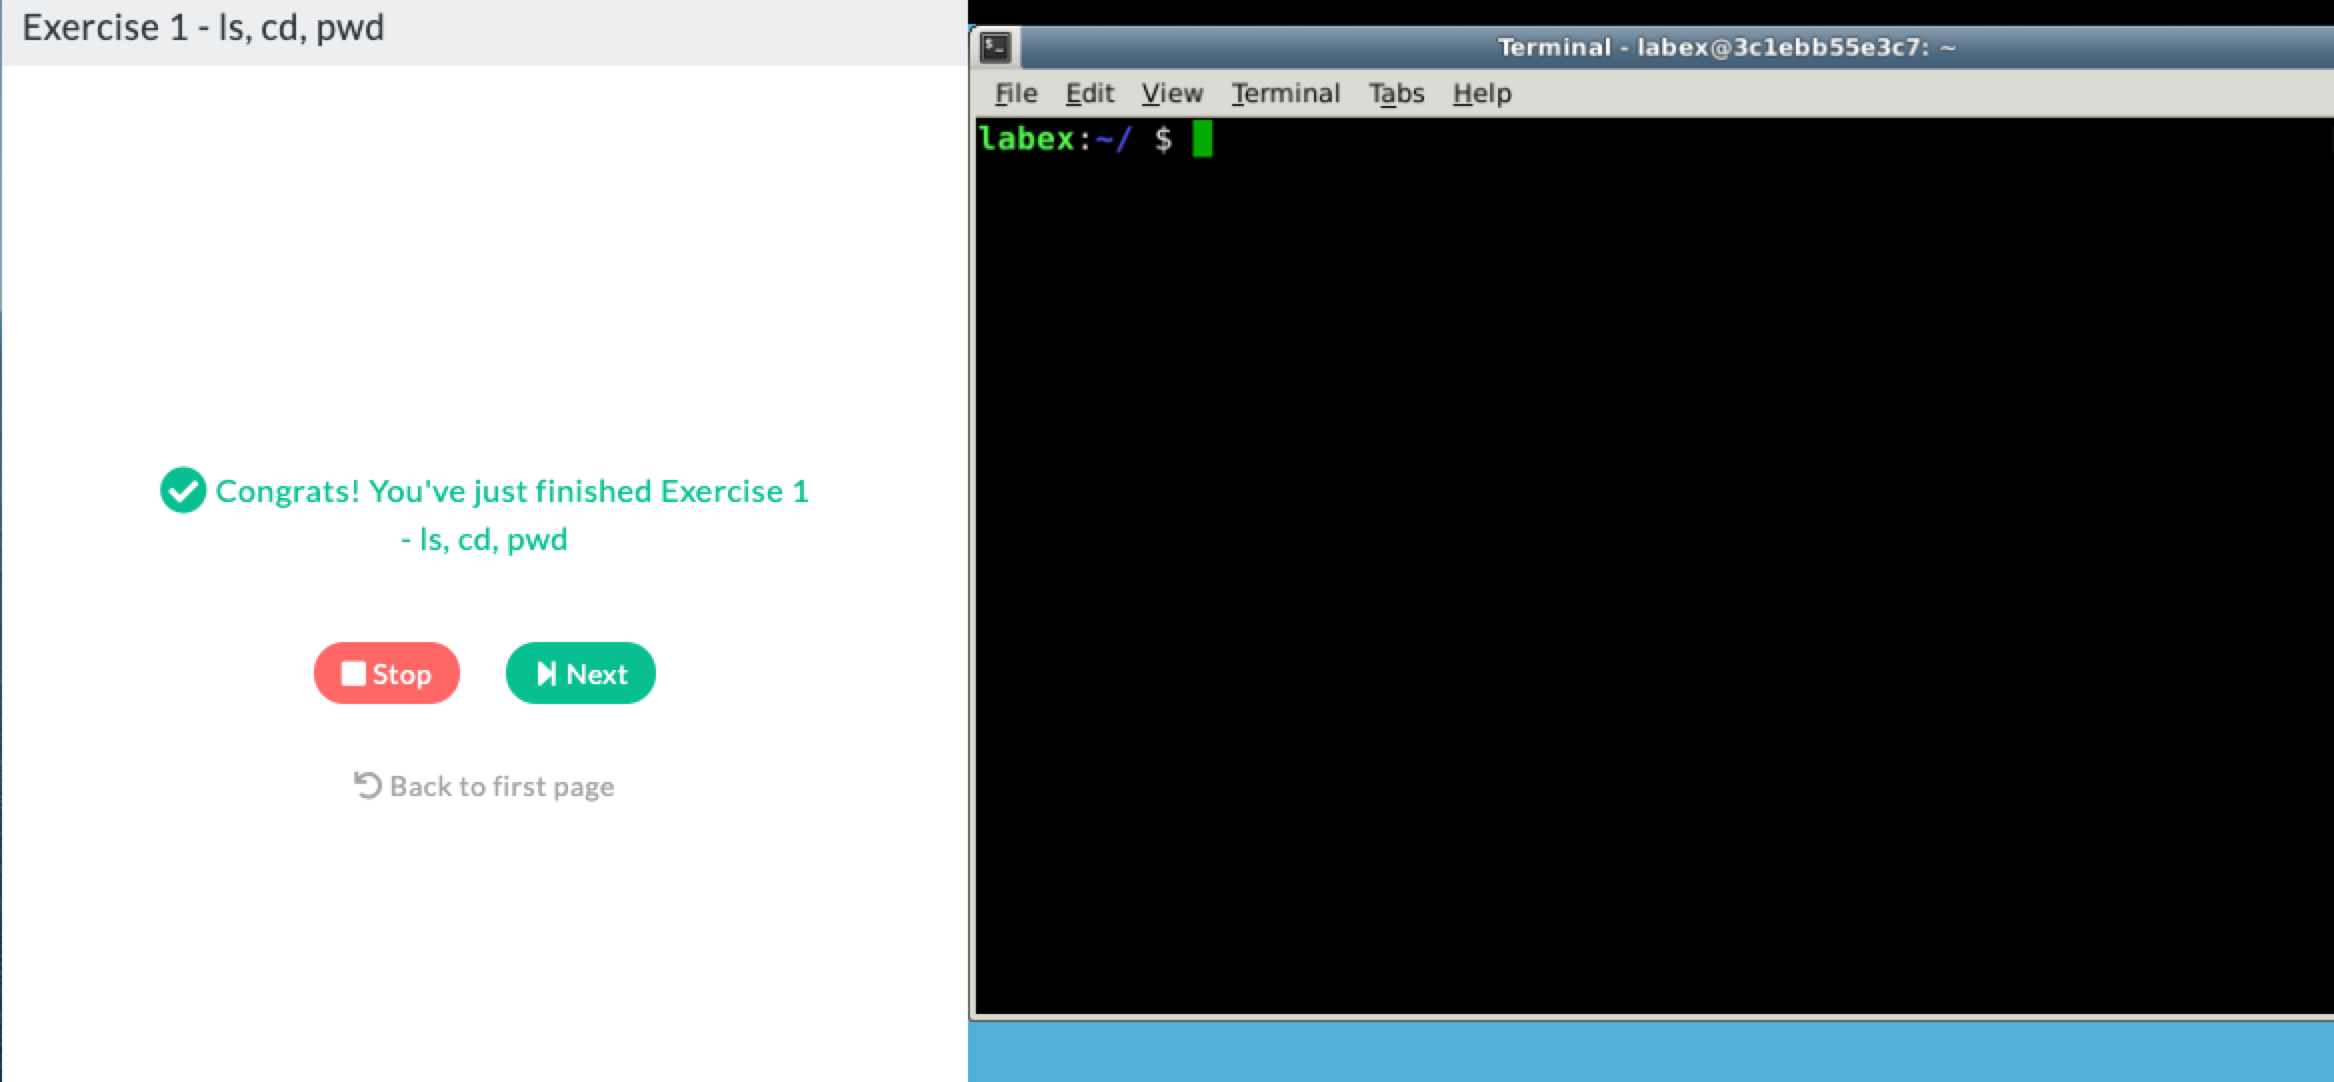 Exercise 1 - ls, cd, pwd
Congrats! You've just finished Exercise 1
- ls, cd, pwd
Stop
Next
Back to first page
Terminal - labex@3c1ebb55e3c7: ~
File Edit View Terminal Tabs Help
labex:~/ $